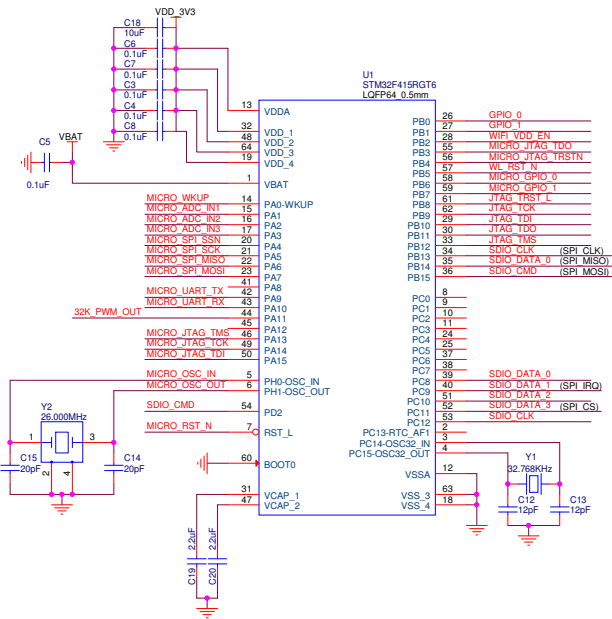 VDD_3V3
C18
10uF
C6
0.1uF
C7
0.1uF
C3
0.1uF
C4
0.1uF
C8
0.1uF
C5
0.1uF
VBAT
U1
STM32F415RGT6
LQFP64_0.5mm
13 VDDA
32 VDD_1
48 VDD_2
64 VDD_3
19 VDD_4
1 VBAT
MICRO_WKUP 14 PA0-WKUP
MICRO_ADC_IN1 15 PA1
MICRO_ADC_IN2 16 PA2
MICRO_ADC_IN3 17 PA3
MICRO_SPI_SSN 20 PA4
MICRO_SPI_SCK 21 PA5
MICRO_SPI_MISO 22 PA6
MICRO_SPI_MOSI 23 PA7
41 PA8
MICRO_UART_TX 42 PA9
MICRO_UART_RX 43 PA10
32K_PWM_OUT 44 PA11
45 PA12
MICRO_JTAG_TMS 46 PA13
MICRO_JTAG_TCK 49 PA14
MICRO_JTAG_TDI 50 PA15
MICRO_OSC_IN 5 PH0-OSC_IN
MICRO_OSC_OUT 6 PH1-OSC_OUT
SDIO_CMD 54 PD2
MICRO_RST_N 7 RST_L
60 BOOT0
31 VCAP_1
47 VCAP_2
PB0 26 GPIO_0
PB1 27 GPIO_1
PB2 28 WIFI_VDD_EN
PB3 55 MICRO_JTAG_TDO
PB4 56 MICRO_JTAG_TRSTN
PB5 57 WL_RST_N
PB6 58 MICRO_GPIO_0
PB7 59 MICRO_GPIO_1
PB8 61 JTAG_TRST_L
PB9 62 JTAG_TCK
PB10 29 JTAG_TDI
PB11 30 JTAG_TDO
PB12 33 JTAG_TMS
PB13 34 SDIO_CLK (SPI_CLK)
PB14 35 SDIO_DATA_0 (SPI_MISO)
PB15 36 SDIO_CMD (SPI_MOSI)
PC0 8
PC1 9
PC2 10
PC3 11
PC4 24
PC5 25
PC6 37
PC7 38
PC8 39 SDIO_DATA_0
PC9 40 SDIO_DATA_1 (SPI_IRQ)
PC10 51 SDIO_DATA_2
PC11 52 SDIO_DATA_3 (SPI_CS)
PC12 53 SDIO_CLK
PC13-RTC_AF1 2
PC14-OSC32_IN 3
PC15-OSC32_OUT 4
VSSA 12
VSS_3 63
VSS_4 18
Y2
26.000MHz
1
3
2
4
C15
20pF
C14
20pF
2.2uF
C19
2.2uF
C20
Y1
32.768KHz
C12
12pF
C13
12pF